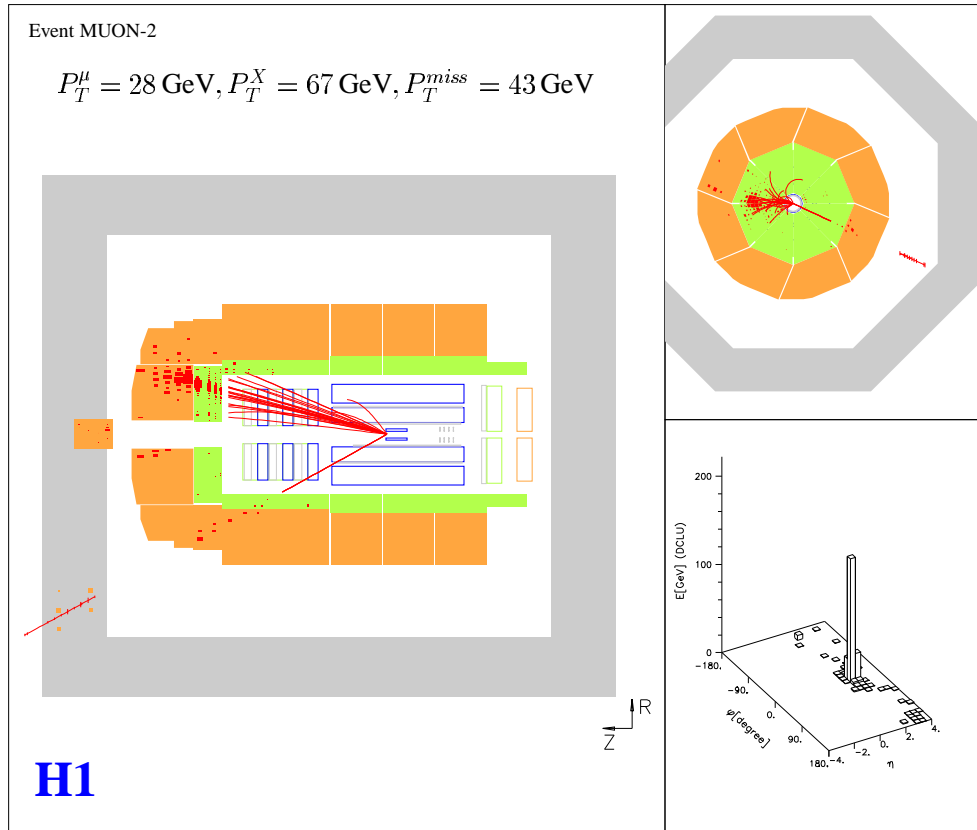 Event MUON-2
P_T^μ = 28 GeV, P_T^X = 67 GeV, P_T^miss = 43 GeV
R
Z
H1
E[GeV] (DCLU)
200
100
0
-180.
-90.
0.
90.
180.
φ[degree]
-4.
-2.
0.
2.
4.
η